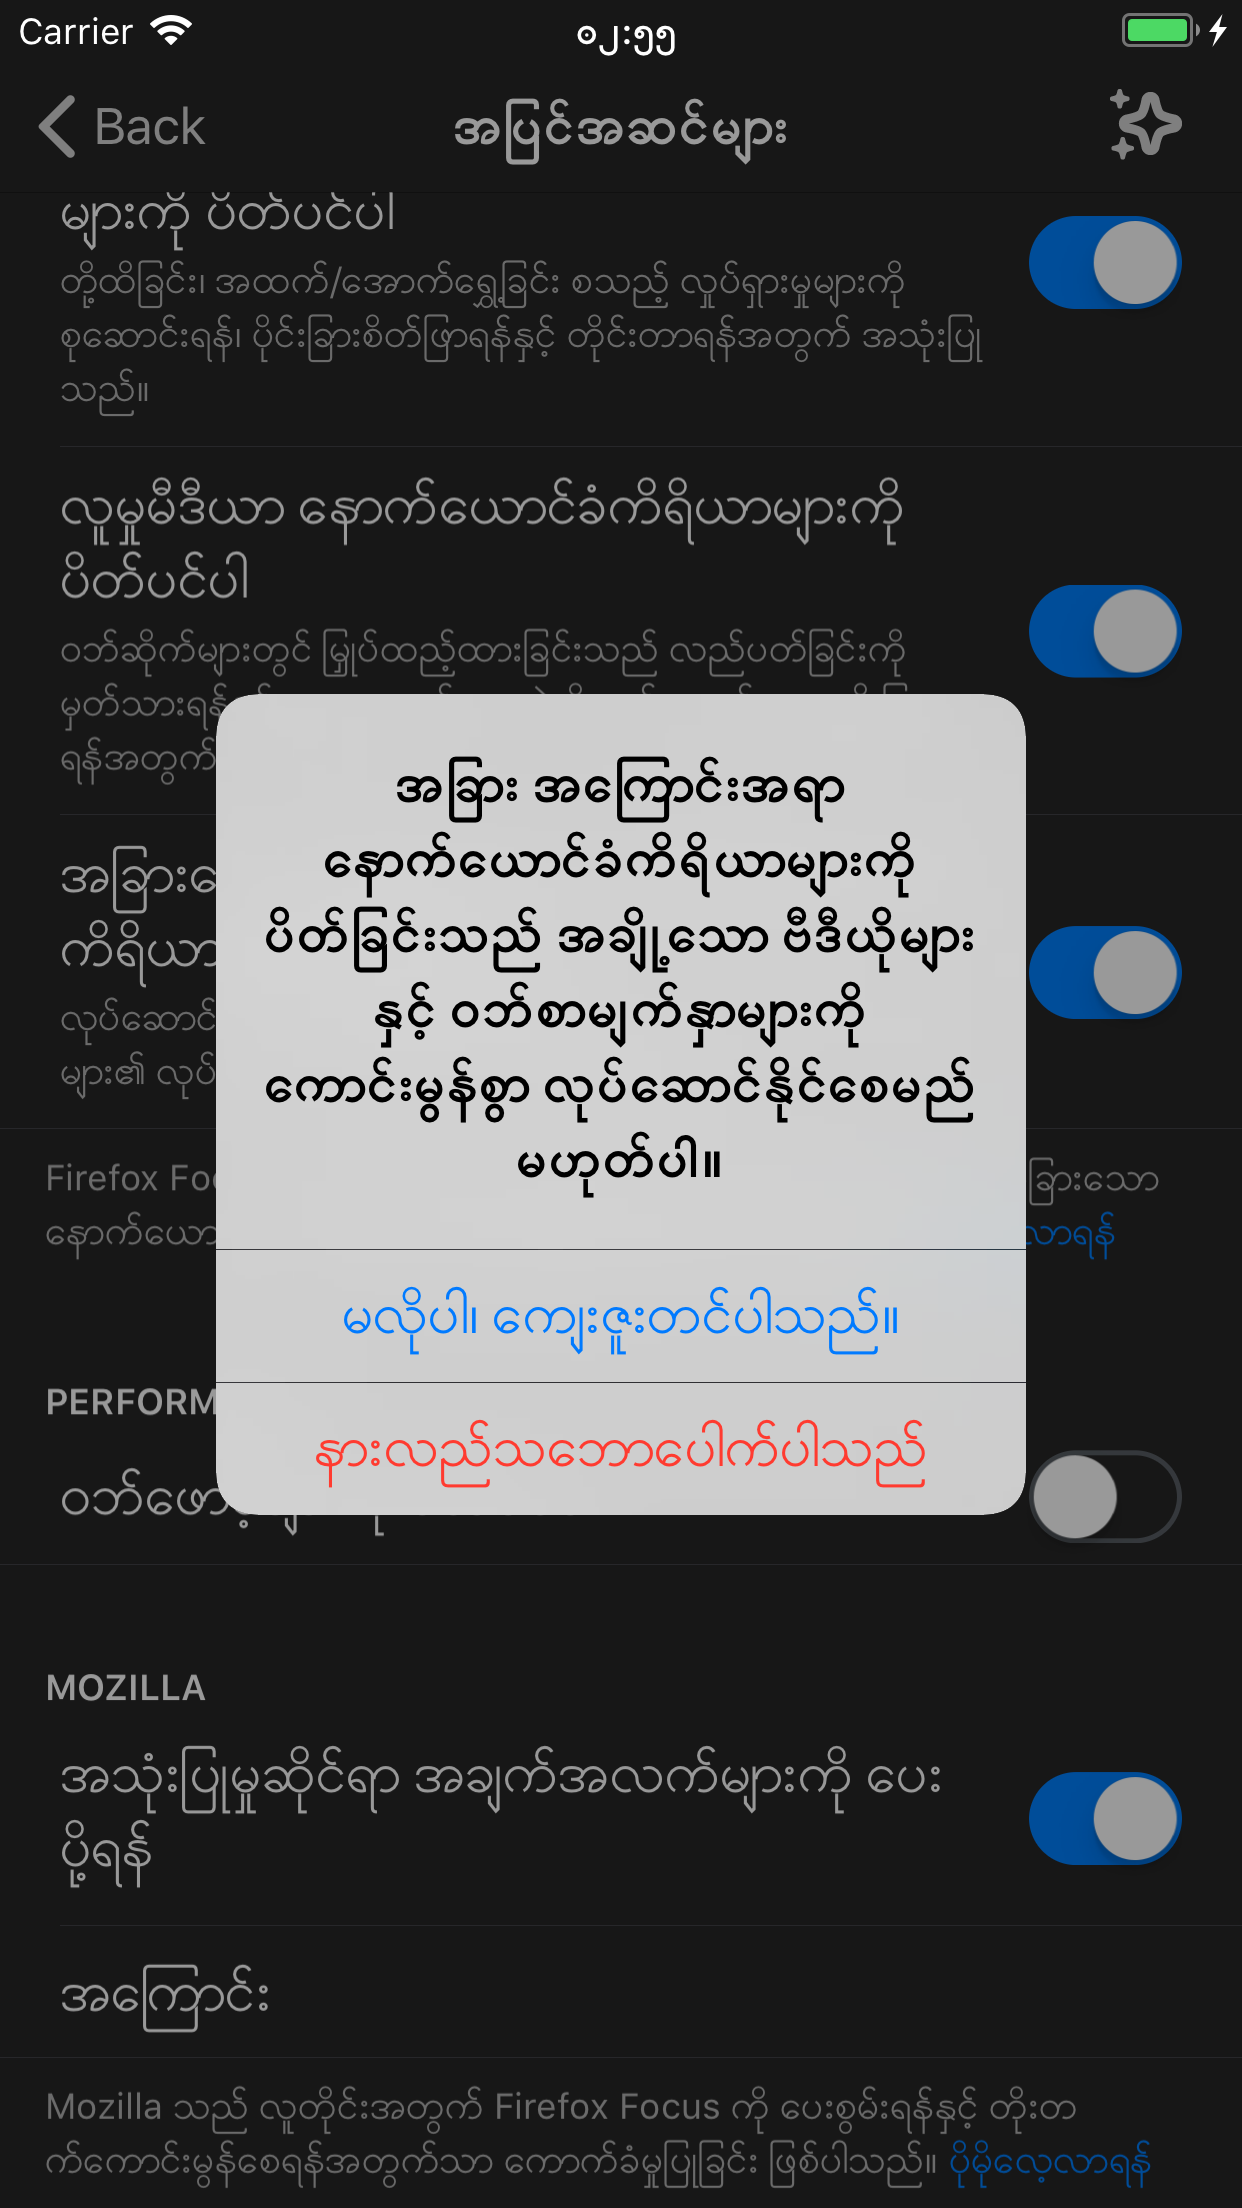 Carrier
၀၂:၅၅
Back
အပြင်အဆင်များ
များကို ပိတ်ပင်ပါ
တို့ထိခြင်း၊ အထက်/အောက်ရွှေ့ခြင်း စသည့် လှုပ်ရှားမှုများကို
စုဆောင်းရန်၊ ပိုင်းခြားစိတ်ဖြာရန်နှင့် တိုင်းတာရန်အတွက် အသုံးပြု
သည်။
လူမှုမီဒီယာ နောက်ယောင်ခံကိရိယာများကို
ပိတ်ပင်ပါ
ဝဘ်ဆိုက်များတွင် မြှုပ်ထည့်ထားခြင်းသည် လည်ပတ်ခြင်းကို
မှတ်သားရန်
ရန်အတွက်
အခြား
ကိရိယာ
လုပ်ဆောင်
များ၏ လုပ်
အခြား အကြောင်းအရာ
နောက်ယောင်ခံကိရိယာများကို
ပိတ်ခြင်းသည် အချို့သော ဗီဒီယိုများ
နှင့် ဝဘ်စာမျက်နှာများကို
ကောင်းမွန်စွာ လုပ်ဆောင်နိုင်စေမည်
မဟုတ်ပါ။
Firefox ခြားသော
နောက်ယော လာရန်
မလိုပါ၊ ကျေးဇူးတင်ပါသည်။
PERFORM
နားလည်သဘောပေါက်ပါသည်
MOZILLA
အသုံးပြုမှုဆိုင်ရာ အချက်အလက်များကို ပေး
ပို့ရန်
အကြောင်း
Mozilla သည် လူတိုင်းအတွက် Firefox Focus ကို ပေးစွမ်းရန်နှင့် တိုးတ
က်ကောင်းမွန်စေရန်အတွက်သာ ကောက်ခံမှုပြုခြင်း ဖြစ်ပါသည်။ ပိုမိုလေ့လာရန်